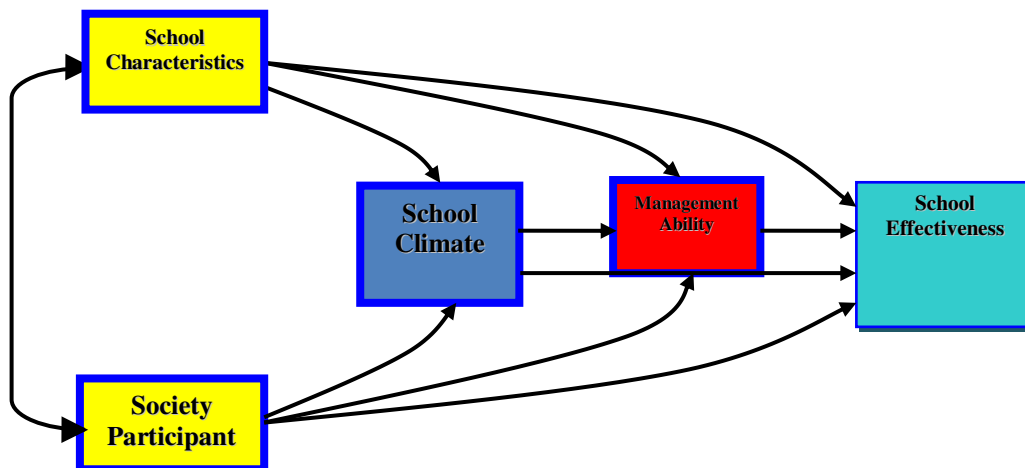 School
Characteristics
School
Climate
Management
Ability
School
Effectiveness
Society
Participant